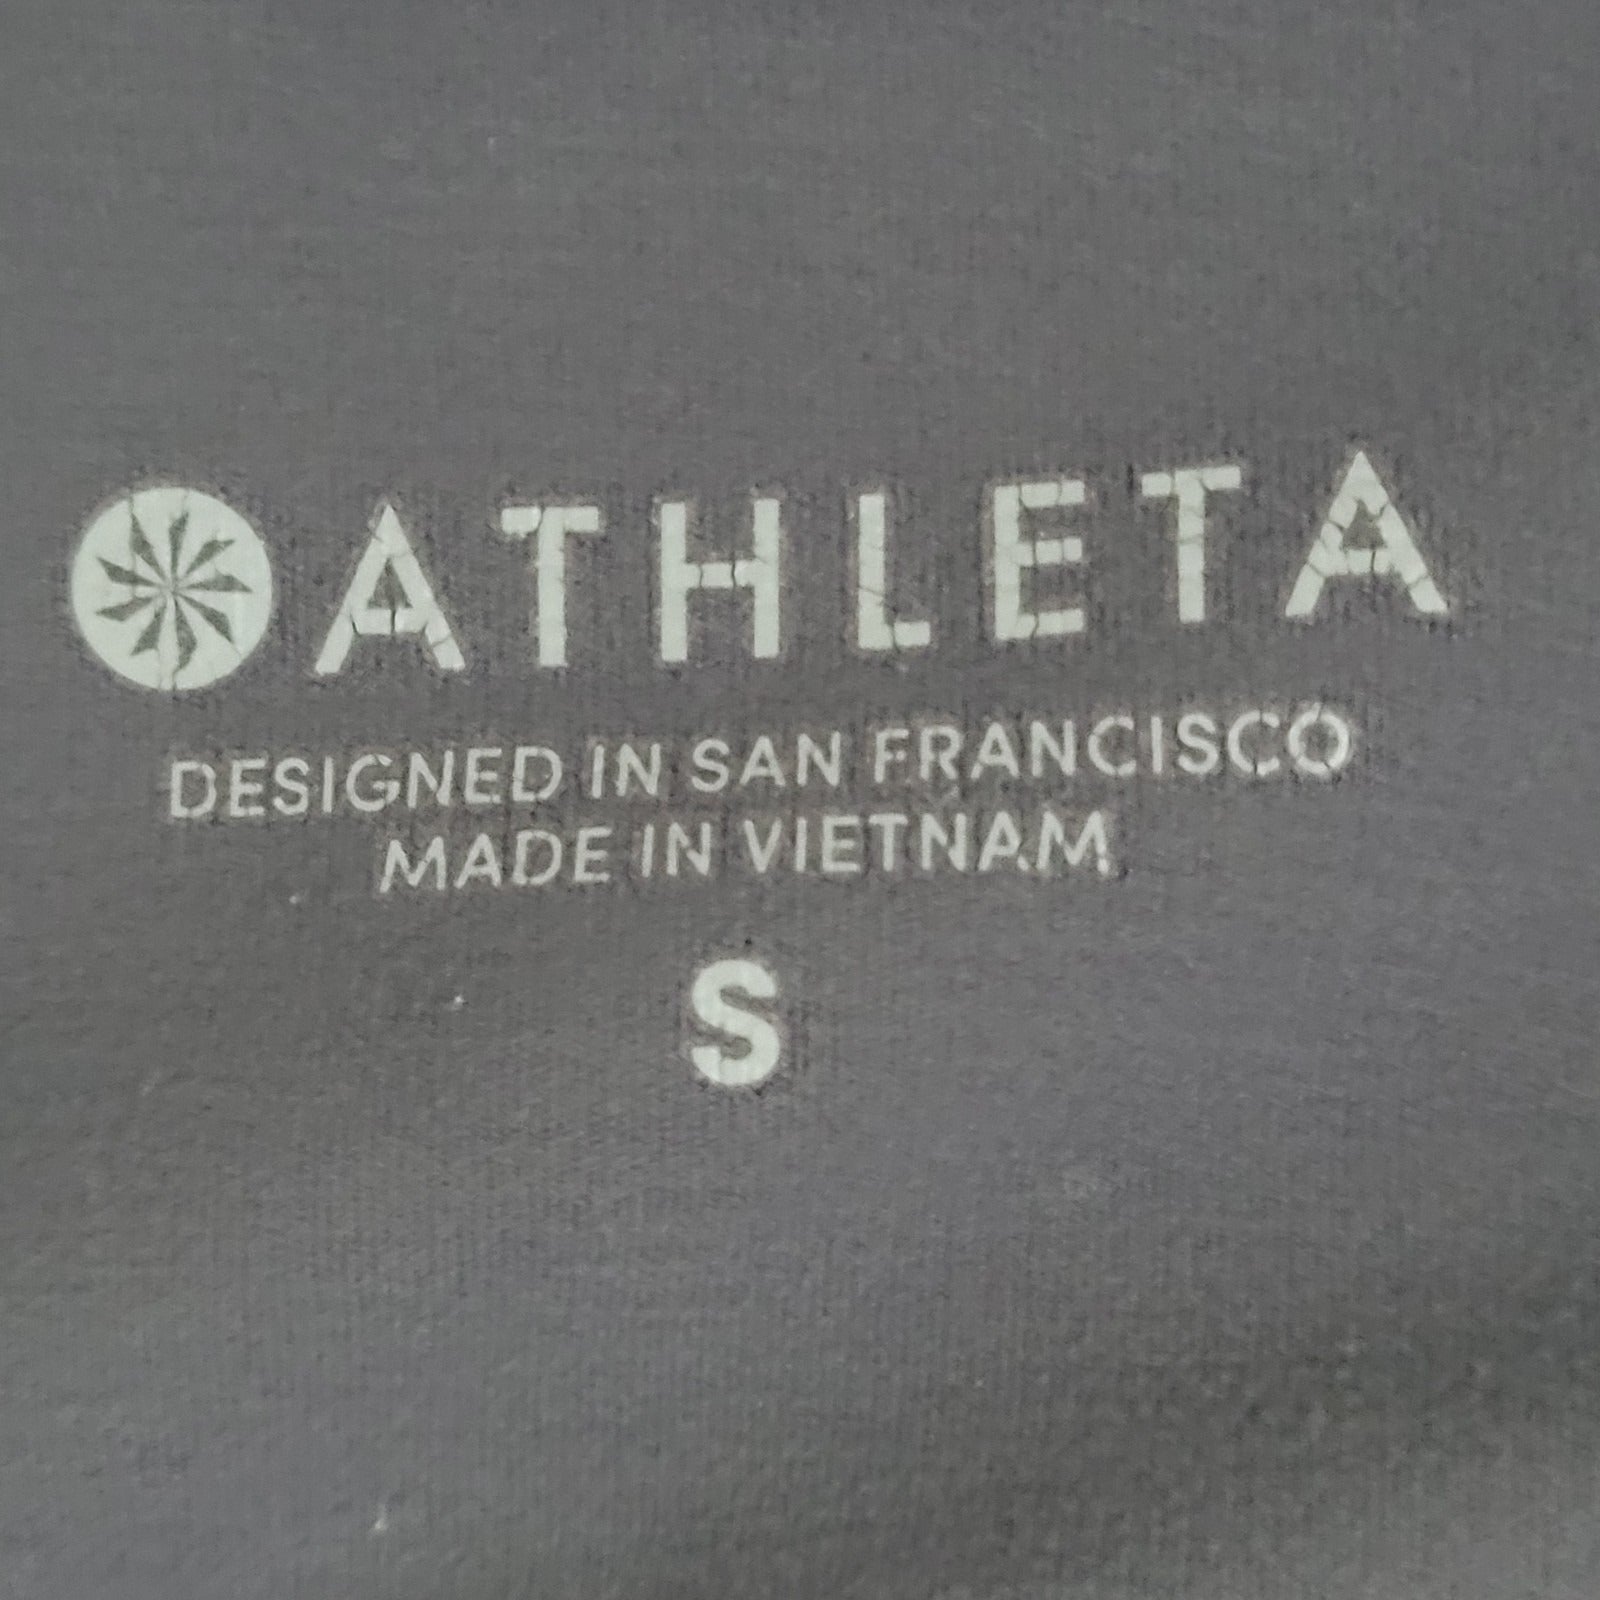 ATHLETA
DESIGNED IN SAN FRANCISCO
MADE IN VIETNAM
S